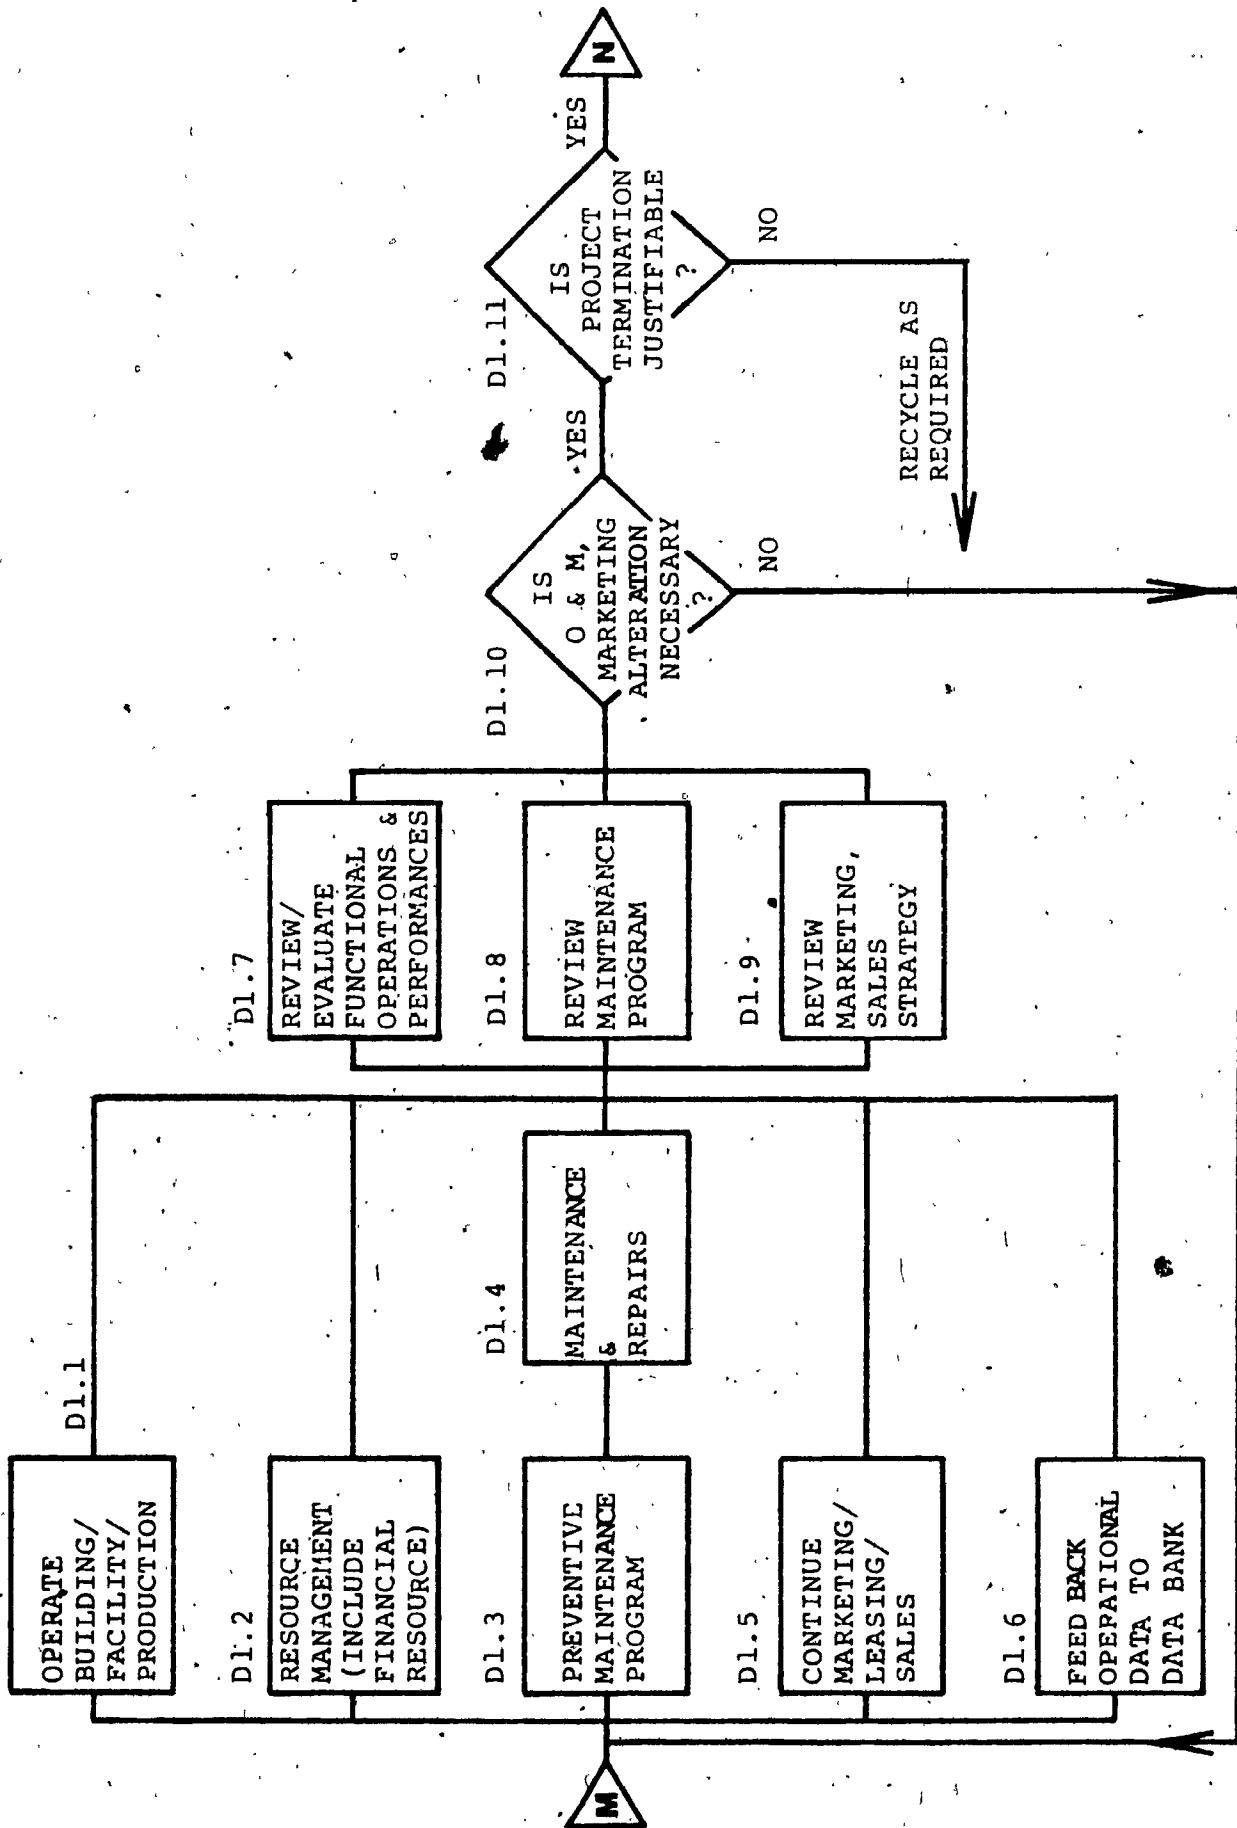 M
D1.1
OPERATE
BUILDING/
FACILITY/
PRODUCTION
D1.2
RESOURCE
MANAGEMENT
(INCLUDE
FINANCIAL
RESOURCE)
D1.3
PREVENTIVE
MAINTENANCE
PROGRAM
D1.4
MAINTENANCE
&
REPAIRS
D1.5
CONTINUE
MARKETING/
LEASING/
SALES
D1.6
FEED BACK
OPERATIONAL
DATA TO
DATA BANK
D1.7
REVIEW/
EVALUATE
FUNCTIONAL
OPERATIONS &
PERFORMANCES
D1.8
REVIEW
MAINTENANCE
PROGRAM
D1.9
REVIEW
MARKETING,
SALES
STRATEGY
D1.10
IS
O & M,
MARKETING
ALTERATION
NECESSARY
?
YES
NO
D1.11
IS
PROJECT
TERMINATION
JUSTIFIABLE
?
YES
NO
RECYCLE AS
REQUIRED
N